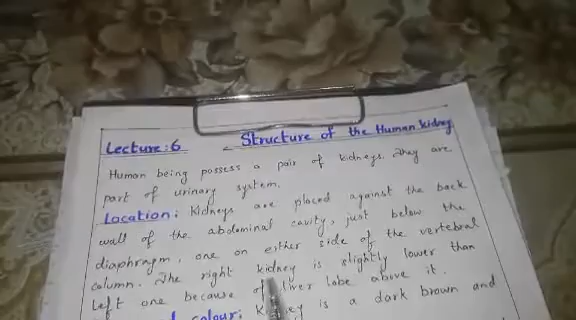 Lecture: 6 Structure of the Human kidney
Human being possess a pair of kidneys. They are
part of urinary system.
Location: Kidneys are placed against the back
wall of the abdominal cavity, just below the
diaphragm, one on either side of the vertebral
column. The right kidney is slightly lower than
left one because of liver lobe above it.
colour: Kidney is a dark brown and